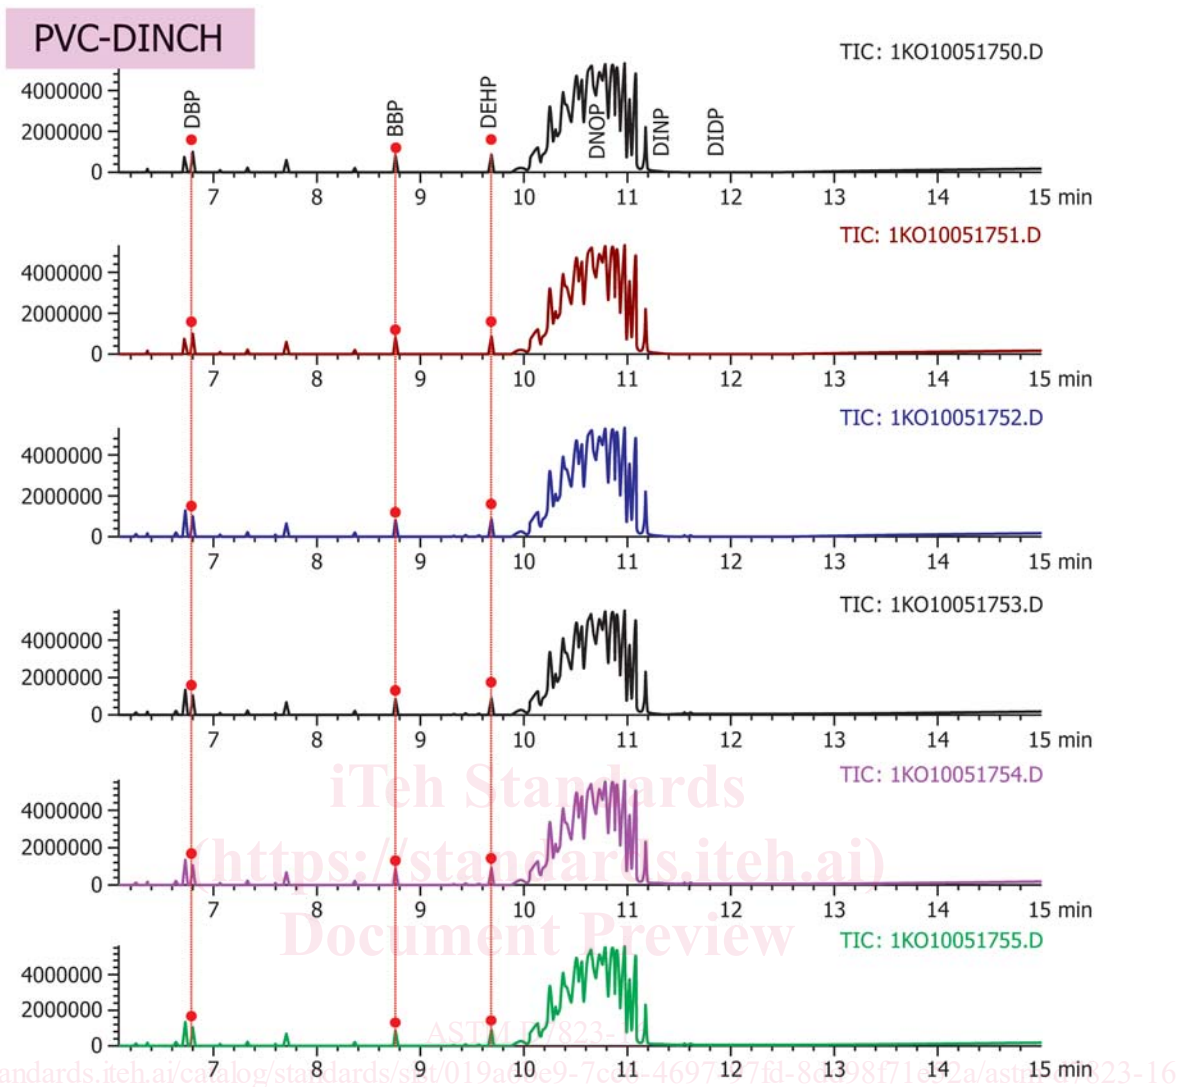 PVC-DINCH
TIC: 1KO10051750.D
4000000
2000000
0
DBP
BBP
DEHP
DNOP
DINP
DIDP
7 8 9 10 11 12 13 14 15 min
TIC: 1KO10051751.D
4000000
2000000
0
7 8 9 10 11 12 13 14 15 min
TIC: 1KO10051752.D
4000000
2000000
0
7 8 9 10 11 12 13 14 15 min
TIC: 1KO10051753.D
4000000
2000000
0
7 8 9 10 11 12 13 14 15 min
iTeh Standards
TIC: 1KO10051754.D
4000000
2000000
0
(https://standards.iteh.ai)
7 8 9 10 11 12 13 14 15 min
Document Preview
TIC: 1KO10051755.D
4000000
2000000
0
ASTM D7823-
7 8 9 10 11 12 13 14 15 min